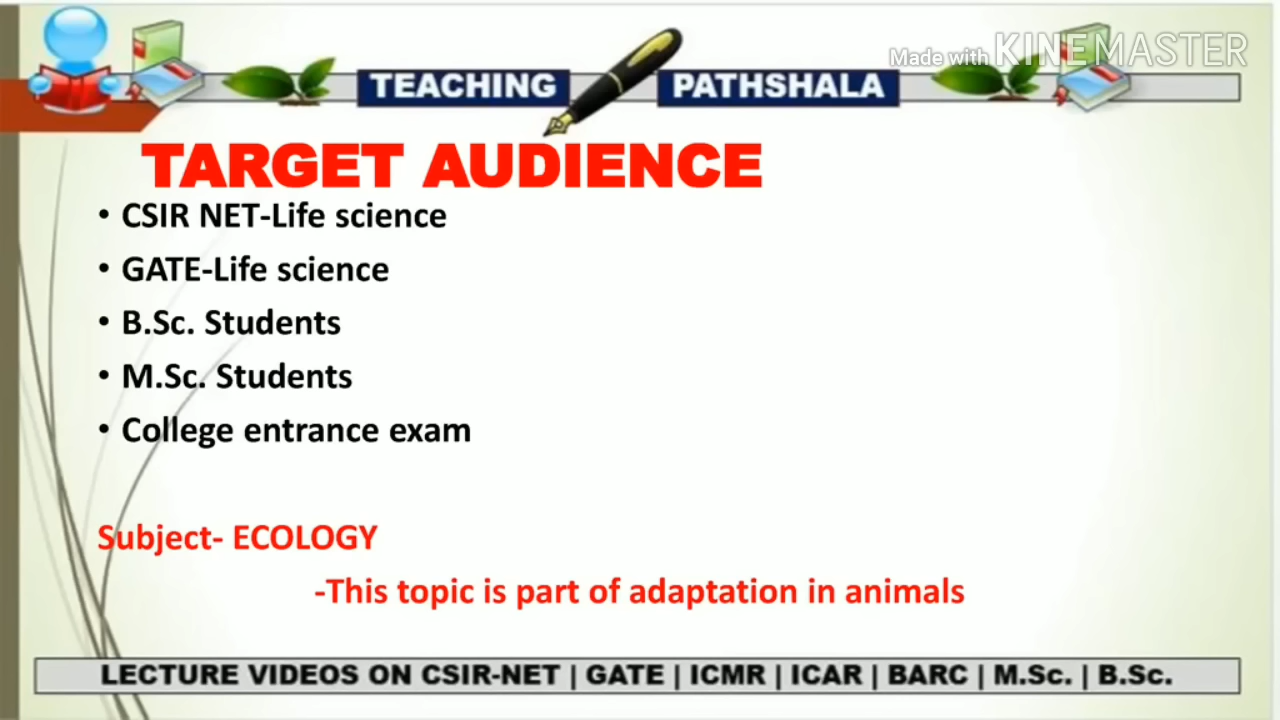 TEACHING PATHSHALA
Made with KINEMASTER
TARGET AUDIENCE
• CSIR NET-Life science
• GATE-Life science
• B.Sc. Students
• M.Sc. Students
• College entrance exam
Subject- ECOLOGY
-This topic is part of adaptation in animals
LECTURE VIDEOS ON CSIR-NET | GATE | ICMR | ICAR | BARC | M.Sc. | B.Sc.